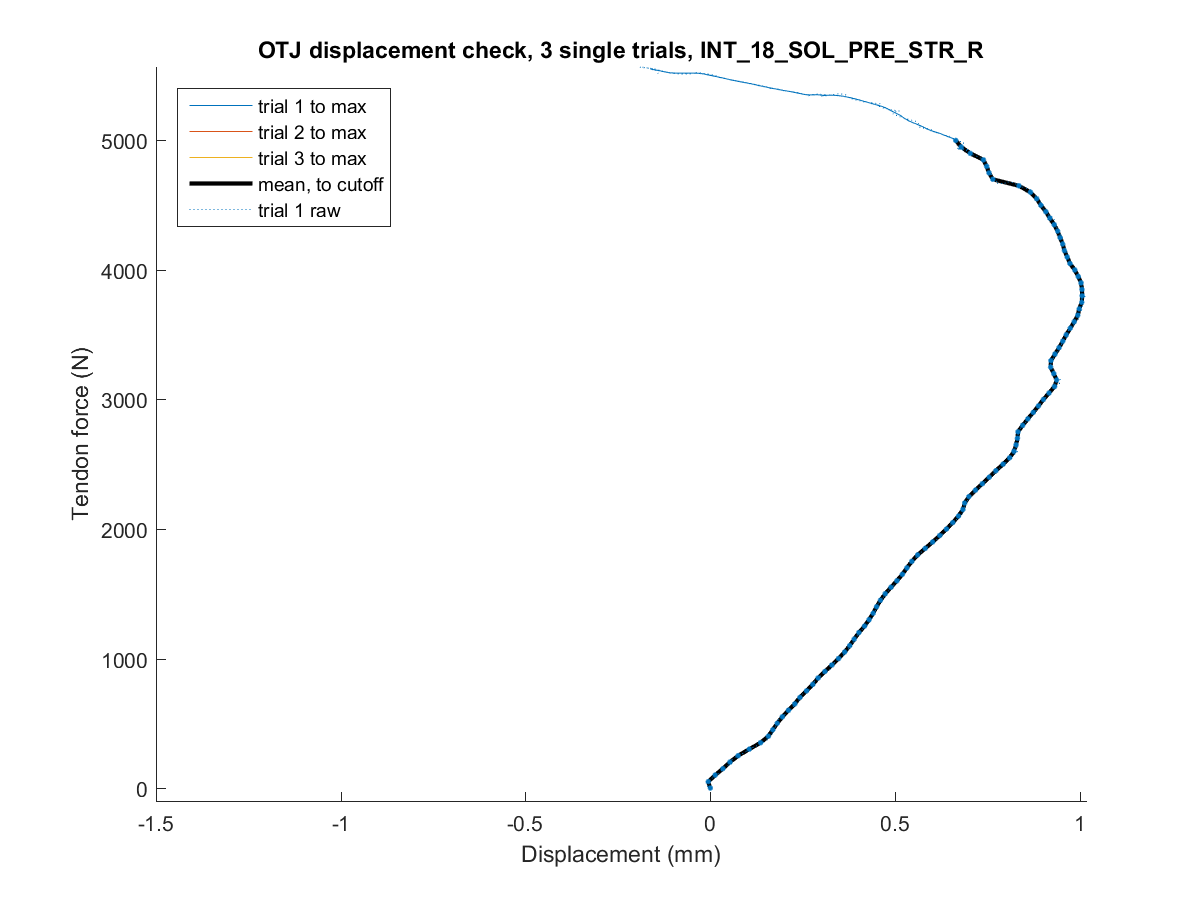 OTJ displacement check, 3 single trials, INT_18_SOL_PRE_STR_R
trial 1 to max
trial 2 to max
trial 3 to max
mean, to cutoff
trial 1 raw
5000
4000
3000
2000
1000
0
Tendon force (N)
-1.5 -1 -0.5 0 0.5 1
Displacement (mm)